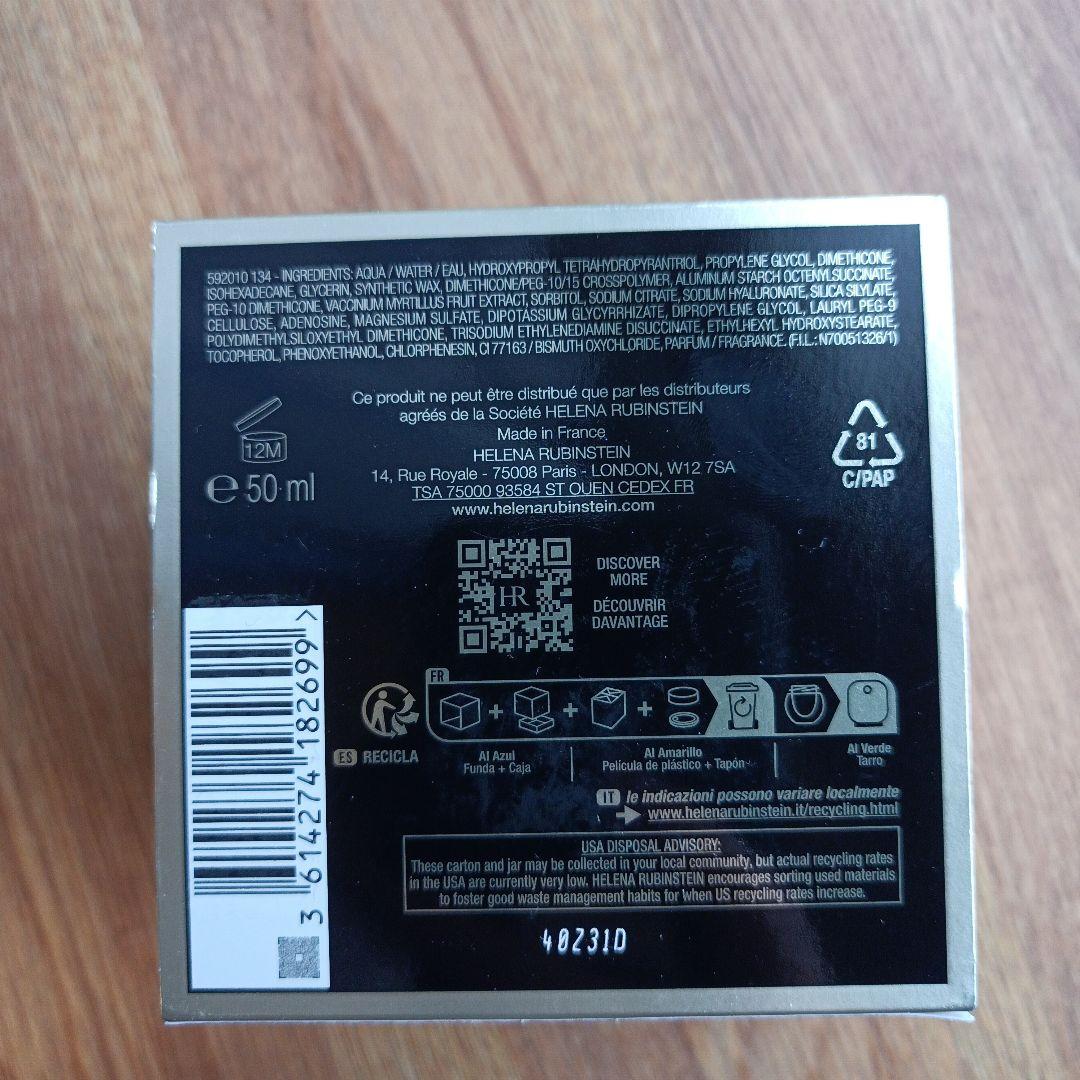 592010 134 - INGREDIENTS: AQUA / WATER / EAU, HYDROXYPROPYL TETRAHYDROPYRANTRIOL, PROPYLENE GLYCOL, DIMETHICONE,
ISOHEXADECANE, GLYCERIN, SYNTHETIC WAX, DIMETHICONE/PEG-10/15 CROSSPOLYMER, ALUMINUM STARCH OCTENYLSUCCINATE,
PEG-10 DIMETHICONE, VACCINIUM MYRTILLUS FRUIT EXTRACT, SORBITOL, SODIUM CITRATE, SODIUM HYALURONATE, SILICA SILYLATE,
CELLULOSE, ADENOSINE, MAGNESIUM SULFATE, DIPOTASSIUM GLYCYRRHIZATE, DIPROPYLENE GLYCOL, LAURYL PEG-9
POLYDIMETHYLSILOXYETHYL DIMETHICONE, TRISODIUM ETHYLENEDIAMINE DISUCCINATE, ETHYLHEXYL HYDROXYSTEARATE,
TOCOPHEROL, PHENOXYETHANOL, CHLORPHENESIN, CI 77163 / BISMUTH OXYCHLORIDE, PARFUM / FRAGRANCE. (F.I.L.: N70051326/1)
12M
℮ 50 ml
Ce produit ne peut être distribué que par les distributeurs
agréés de la Société HELENA RUBINSTEIN
Made in France
HELENA RUBINSTEIN
14, Rue Royale - 75008 Paris - LONDON, W12 7SA
TSA 75000 93584 ST OUEN CEDEX FR
www.helenarubinstein.com
81
C/PAP
HR
DISCOVER
MORE
DÉCOUVRIR
DAVANTAGE
3 614274 182699 >
FR
+ + +
ES RECICLA
Al Azul
Funda + Caja
Al Amarillo
Película de plástico + Tapón
Al Verde
Tarro
IT le indicazioni possono variare localmente
www.helenarubinstein.it/recycling.html
USA DISPOSAL ADVISORY:
These carton and jar may be collected in your local community, but actual recycling rates
in the USA are currently very low. HELENA RUBINSTEIN encourages sorting used materials
to foster good waste management habits for when US recycling rates increase.
40Z31D